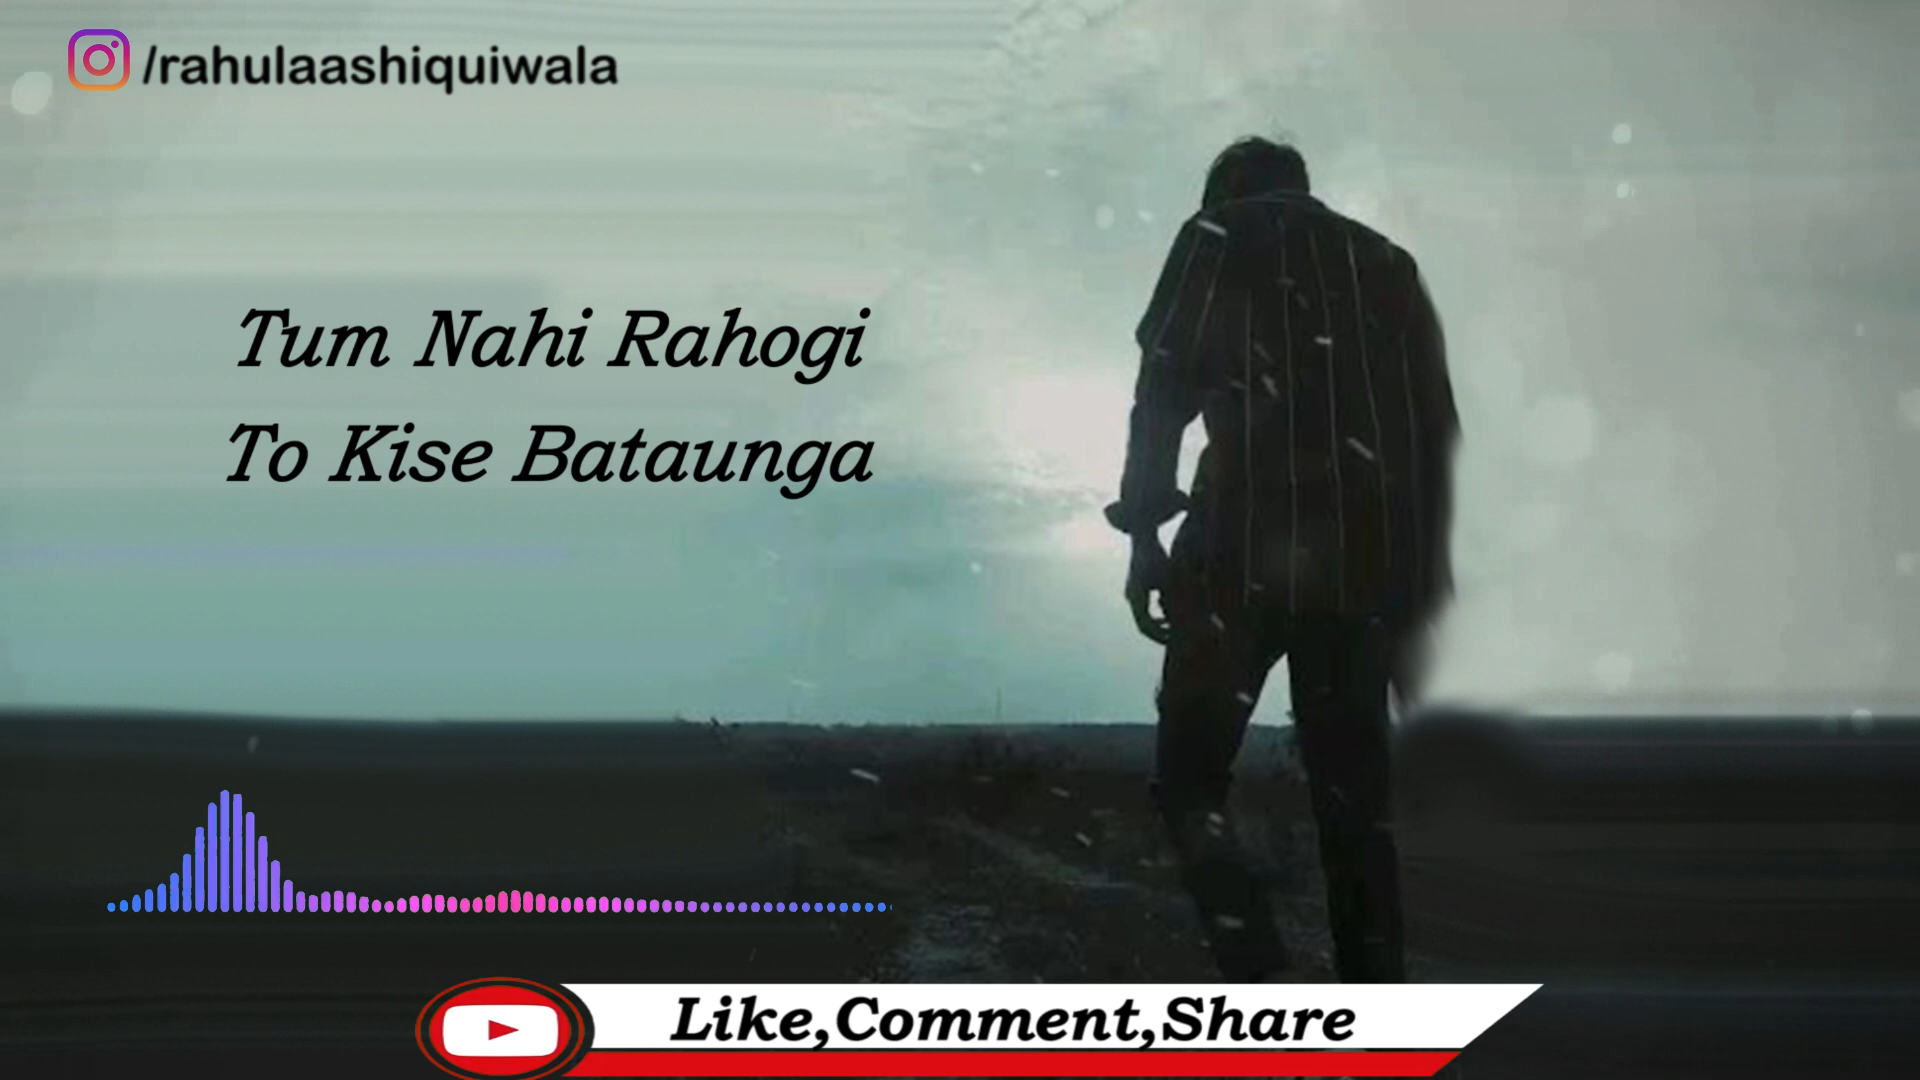 /rahulaashiquiwala
Tum Nahi Rahogi
To Kise Bataunga
Like,Comment,Share